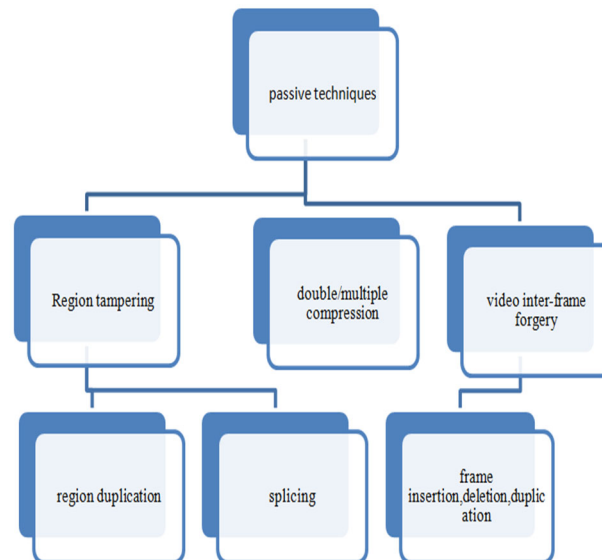 passive techniques
Region tampering
double/multiple
compression
video inter-frame
forgery
region duplication
splicing
frame
insertion,deletion,duplic
ation